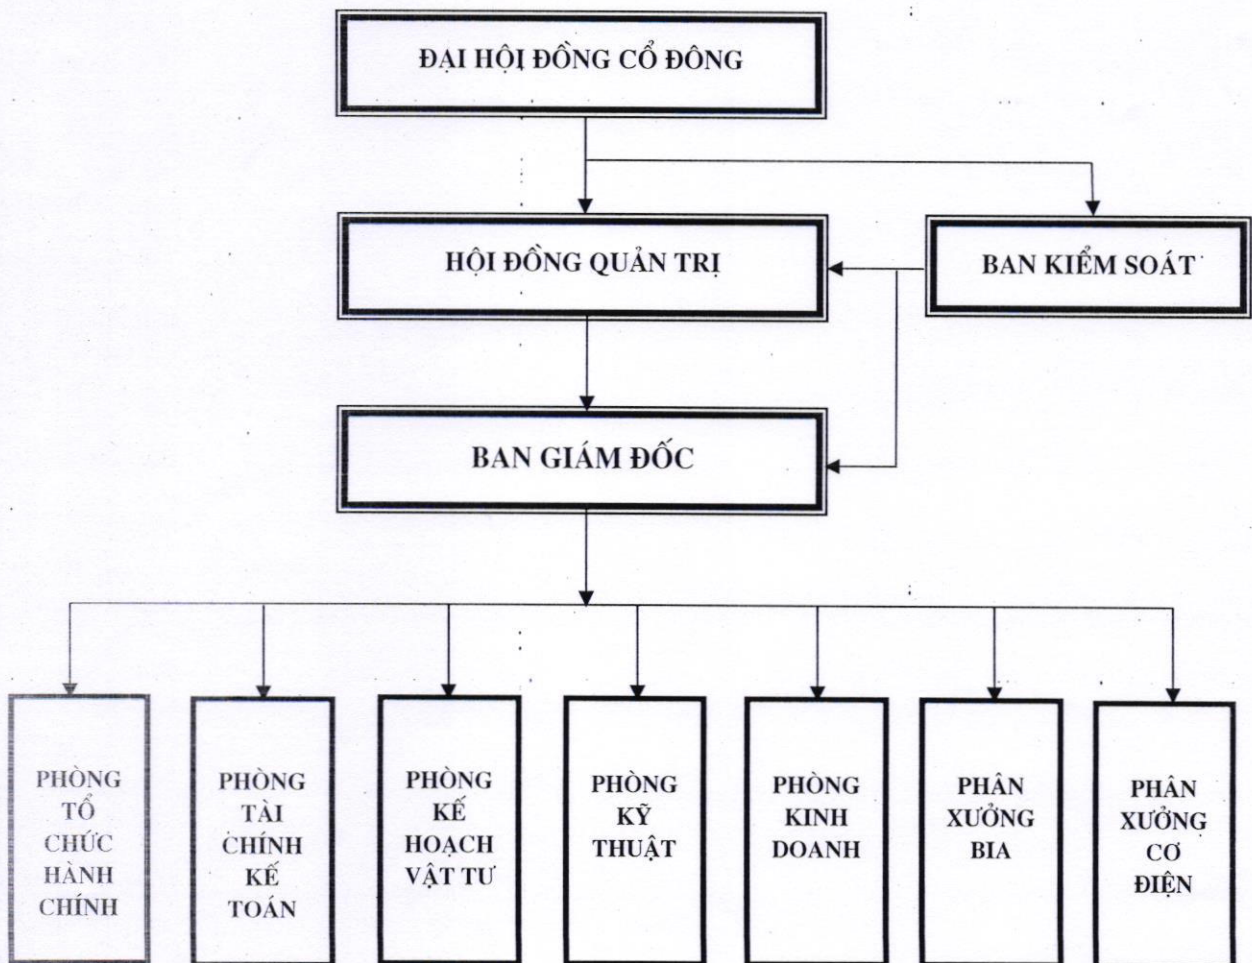 ĐẠI HỘI ĐỒNG CỔ ĐÔNG
HỘI ĐỒNG QUẢN TRỊ
BAN KIỂM SOÁT
BAN GIÁM ĐỐC
PHÒNG
TỔ
CHỨC
HÀNH
CHÍNH
PHÒNG
TÀI
CHÍNH
KẾ
TOÁN
PHÒNG
KẾ
HOẠCH
VẬT TƯ
PHÒNG
KỸ
THUẬT
PHÒNG
KINH
DOANH
PHÂN
XƯỞNG
BIA
PHÂN
XƯỞNG
CƠ
ĐIỆN